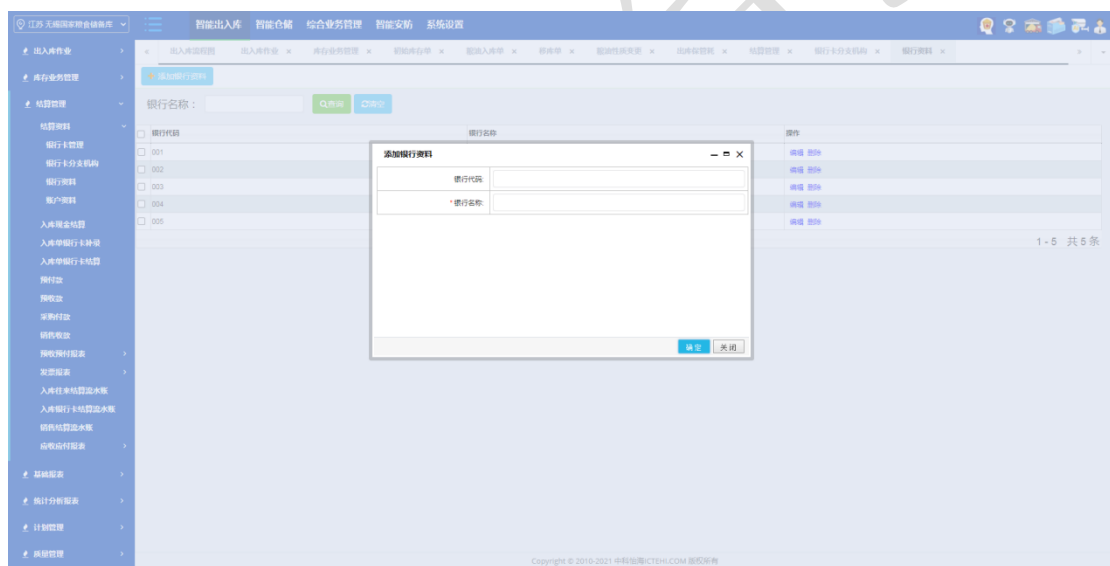 江苏 无锡国家粮食储备库
智能出入库 智能仓储 综合业务管理 智能安防 系统设置
出入库作业
出入库流程图 出入库作业 × 库存业务管理 × 初始库存单 × 粮油入库单 × 移库单 × 粮油性质变更 × 出库保管耗 × 结算管理 × 银行卡分支机构 × 银行资料 ×
库存业务管理
添加银行资料
结算管理
银行名称：
查询 清空
结算资料
银行代码 银行名称 操作
银行卡管理
001 编辑 删除
银行卡分支机构
002 编辑 删除
银行资料
003 编辑 删除
账户资料
004 编辑 删除
005 编辑 删除
1 - 5 共 5 条
添加银行资料
银行代码:
*银行名称:
确 定 关 闭
入库现金结算
入库单银行卡补录
入库单银行卡结算
预付款
预收款
采购付款
销售收款
预收预付报表
发票报表
入库往来结算流水账
入库银行卡结算流水账
销售结算流水账
应收应付报表
基础报表
统计分析报表
计划管理
质量管理
Copyright © 2010-2021 中科怡海ICTEHI.COM 版权所有